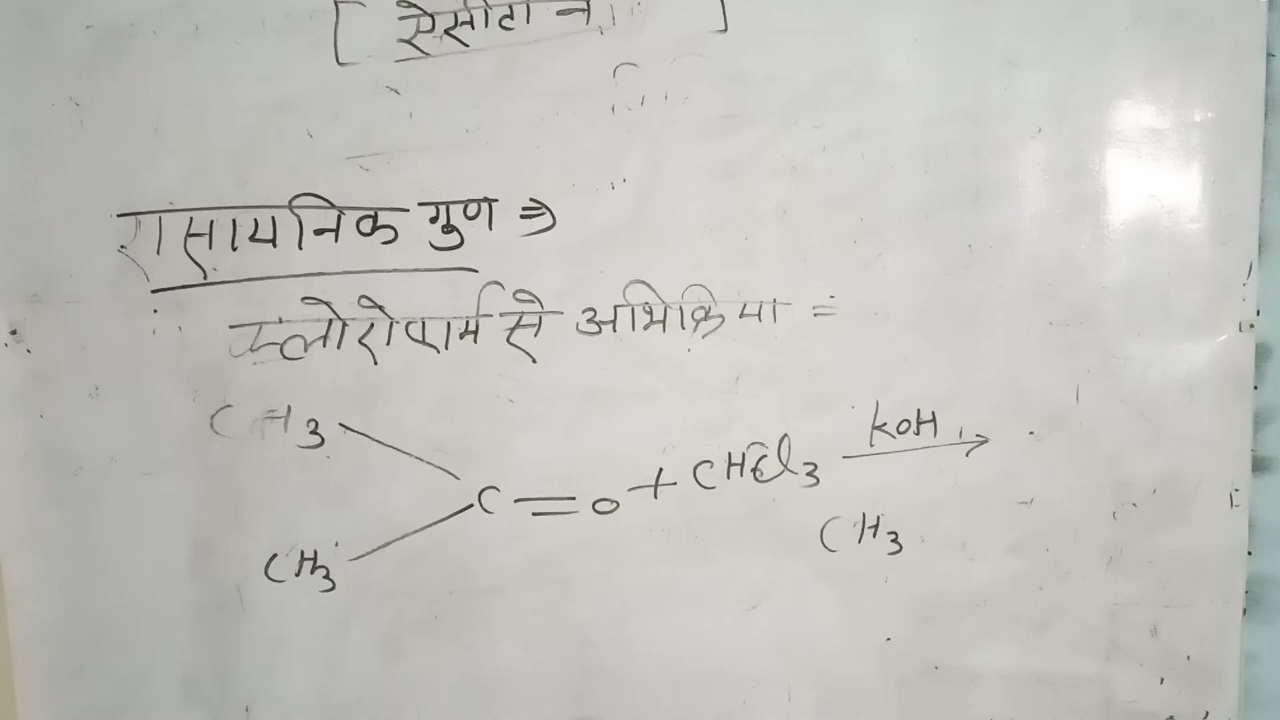 [ ऐसीटोन ]
रासायनिक गुण ⇒
क्लोरोफार्म से अभिक्रिया =
CH3
C = O + CHCl3 KOH →
CH3
CH3